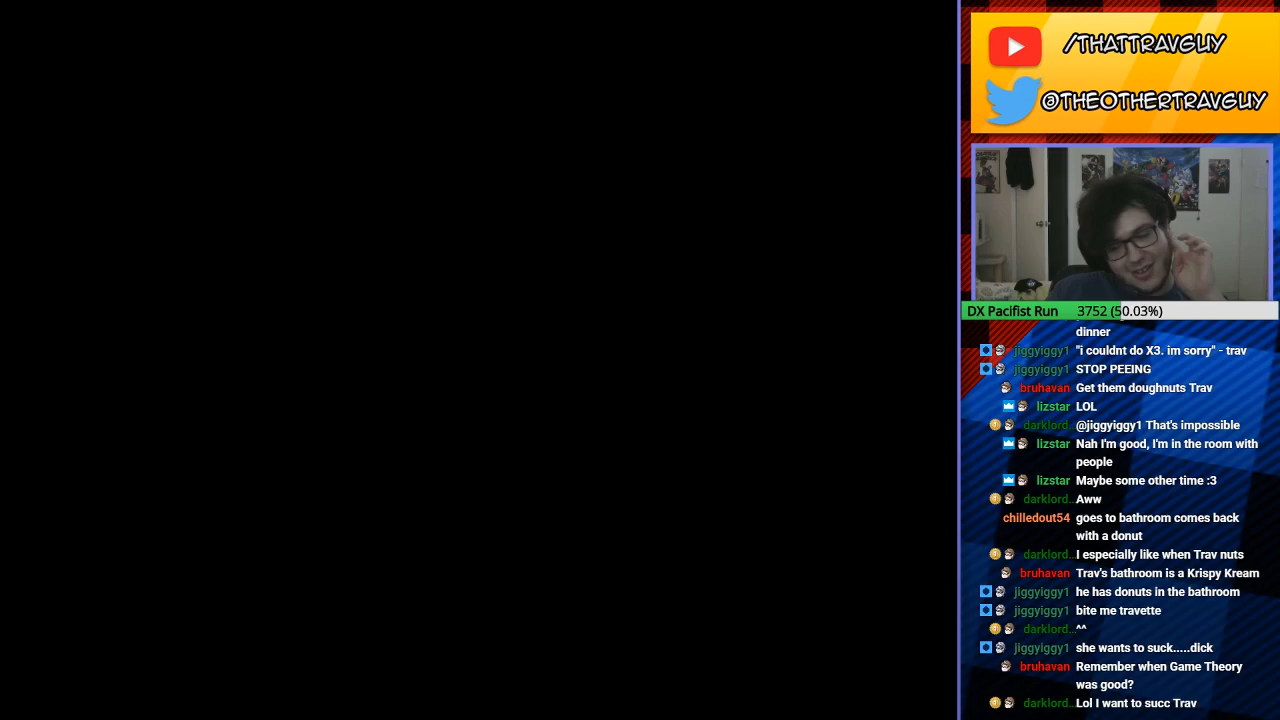 /THATTRAVGUY
@THEOTHERTRAVGUY
DX Pacifist Run 3752 (50.03%)
dinner
jiggyiggy1 "i couldnt do X3. im sorry" - trav
jiggyiggy1 STOP PEEING
bruhavan Get them doughnuts Trav
lizstar LOL
darklord... @jiggyiggy1 That's impossible
lizstar Nah I'm good, I'm in the room with
people
lizstar Maybe some other time :3
darklord... Aww
chilledout54 goes to bathroom comes back
with a donut
darklord... I especially like when Trav nuts
bruhavan Trav's bathroom is a Krispy Kream
jiggyiggy1 he has donuts in the bathroom
jiggyiggy1 bite me travette
darklord... ^^
jiggyiggy1 she wants to suck.....dick
bruhavan Remember when Game Theory
was good?
darklord... Lol I want to succ Trav